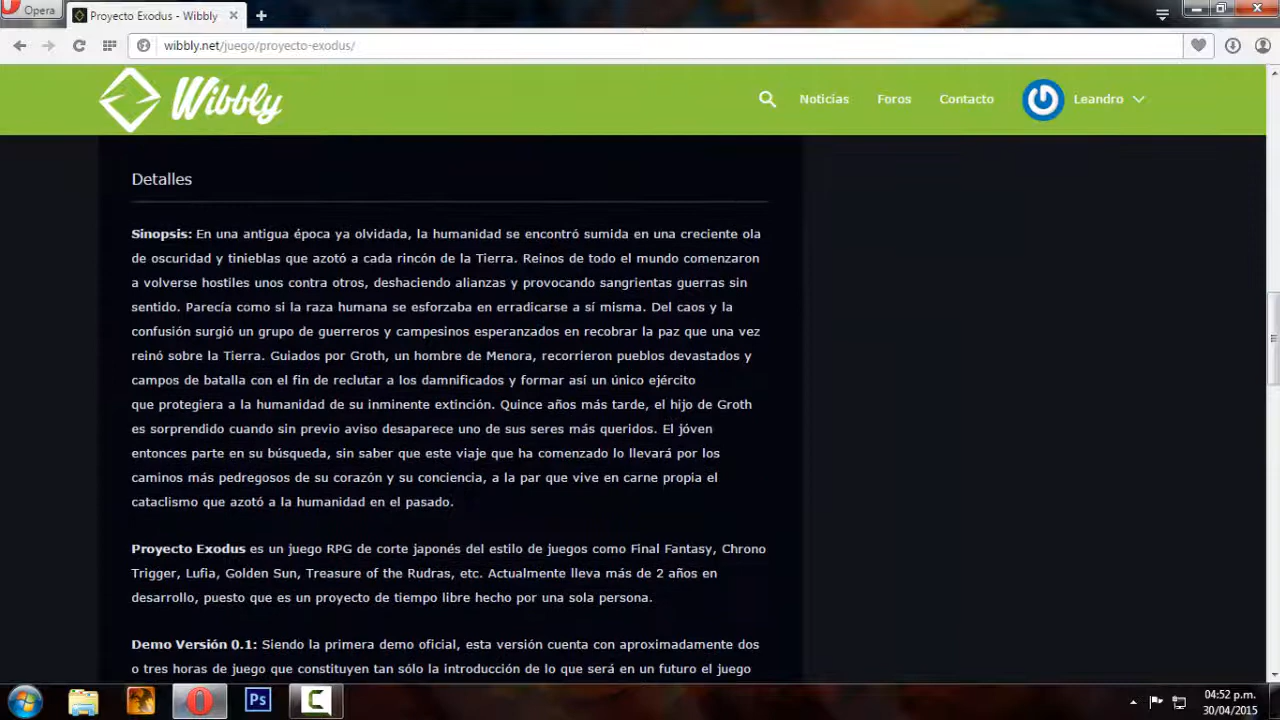 Opera
Proyecto Exodus - Wibbly
wibbly.net/juego/proyecto-exodus/
Wibbly
Noticias
Foros
Contacto
Leandro
Detalles
Sinopsis: En una antigua época ya olvidada, la humanidad se encontró sumida en una creciente ola
de oscuridad y tinieblas que azotó a cada rincón de la Tierra. Reinos de todo el mundo comenzaron
a volverse hostiles unos contra otros, deshaciendo alianzas y provocando sangrientas guerras sin
sentido. Parecía como si la raza humana se esforzaba en erradicarse a sí misma. Del caos y la
confusión surgió un grupo de guerreros y campesinos esperanzados en recobrar la paz que una vez
reinó sobre la Tierra. Guiados por Groth, un hombre de Menora, recorrieron pueblos devastados y
campos de batalla con el fin de reclutar a los damnificados y formar así un único ejército
que protegiera a la humanidad de su inminente extinción. Quince años más tarde, el hijo de Groth
es sorprendido cuando sin previo aviso desaparece uno de sus seres más queridos. El jóven
entonces parte en su búsqueda, sin saber que este viaje que ha comenzado lo llevará por los
caminos más pedregosos de su corazón y su conciencia, a la par que vive en carne propia el
cataclismo que azotó a la humanidad en el pasado.
Proyecto Exodus es un juego RPG de corte japonés del estilo de juegos como Final Fantasy, Chrono
Trigger, Lufia, Golden Sun, Treasure of the Rudras, etc. Actualmente lleva más de 2 años en
desarrollo, puesto que es un proyecto de tiempo libre hecho por una sola persona.
Demo Versión 0.1: Siendo la primera demo oficial, esta versión cuenta con aproximadamente dos
o tres horas de juego que constituyen tan sólo la introducción de lo que será en un futuro el juego
Ps
04:52 p.m.
30/04/2015